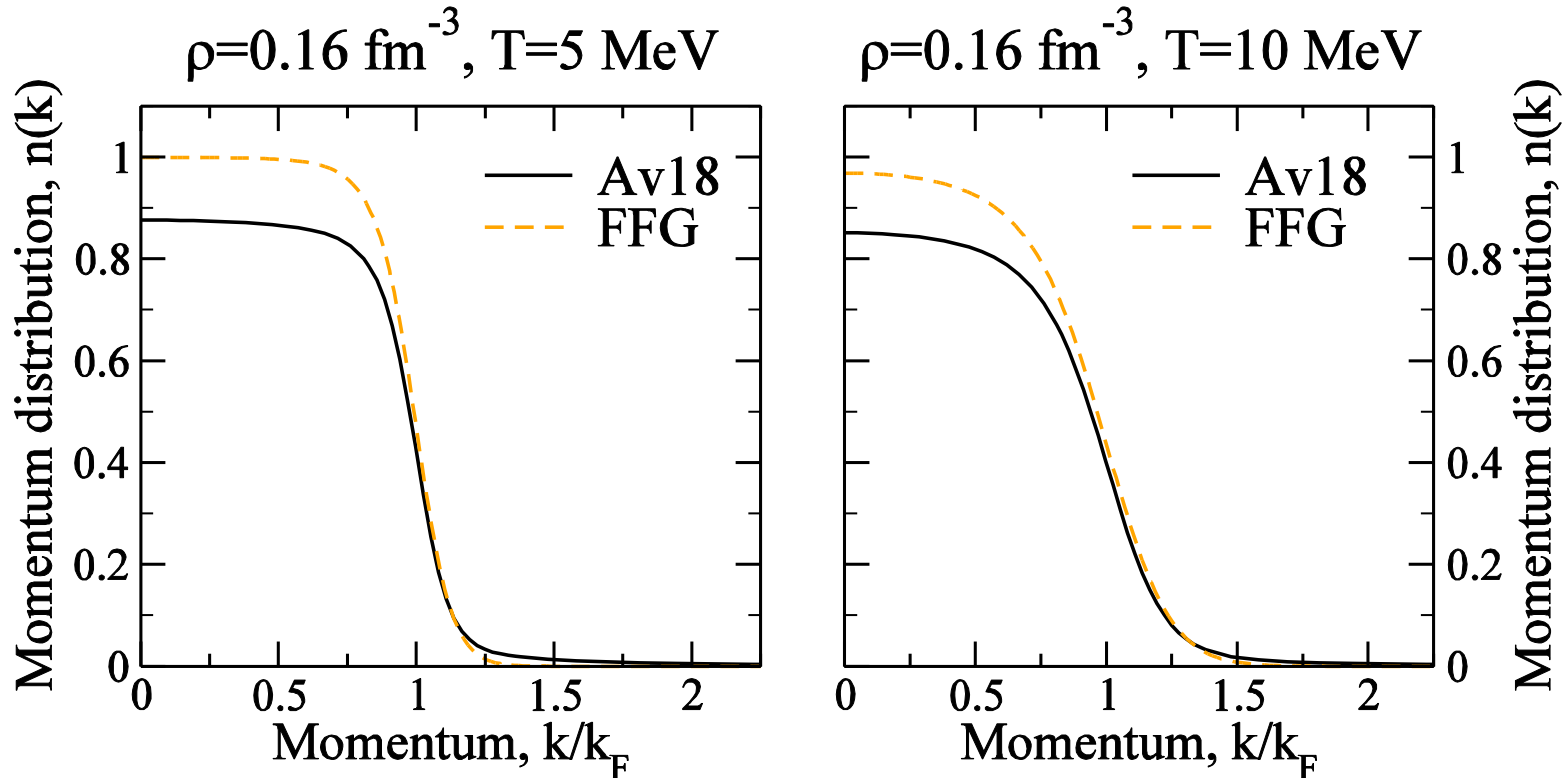 ρ=0.16 fm⁻³, T=5 MeV
Momentum distribution, n(k)
1
0.8
0.6
0.4
0.2
0
Av18
FFG
0 0.5 1 1.5 2
Momentum, k/k_F
ρ=0.16 fm⁻³, T=10 MeV
Av18
FFG
1
0.8
0.6
0.4
0.2
0
Momentum distribution, n(k)
0 0.5 1 1.5 2
Momentum, k/k_F